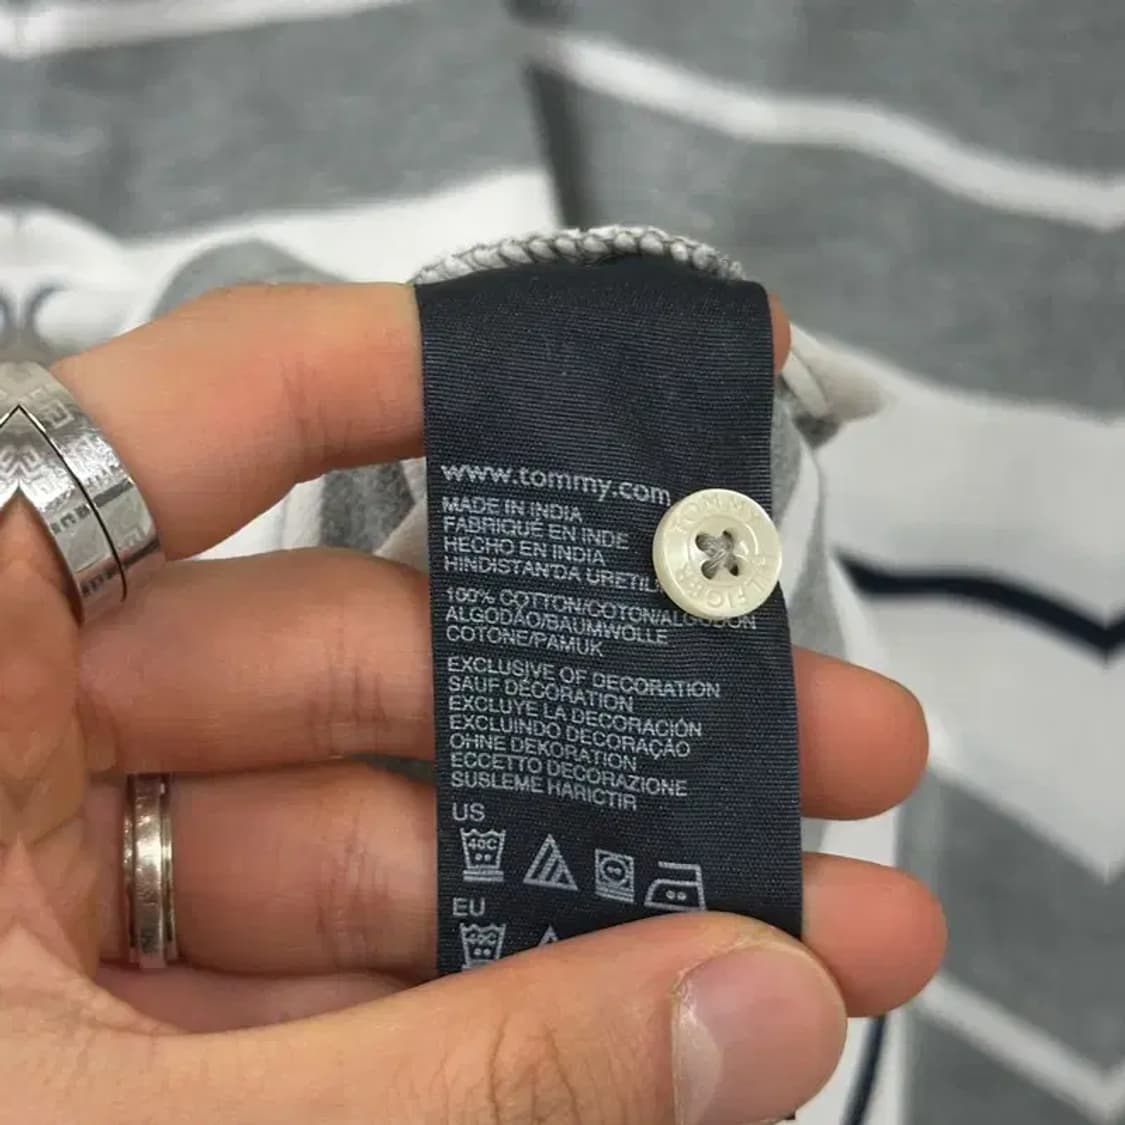 www.tommy.com
MADE IN INDIA
FABRIQUÉ EN INDE
HECHO EN INDIA
HINDISTAN'DA
100% COTTON/COTON/ALGODON
ALGODÃO/BAUMWOLLE
COTONE/PAMUK
EXCLUSIVE OF DECORATION
SAUF DÉCORATION
EXCLUYE LA DECORACIÓN
EXCLUINDO DECORAÇÃO
OHNE DEKORATION
ECCETTO DECORAZIONE
SUSLEME HARICTIR
US
40C
EU
40C
TOMMY
HILFIGER